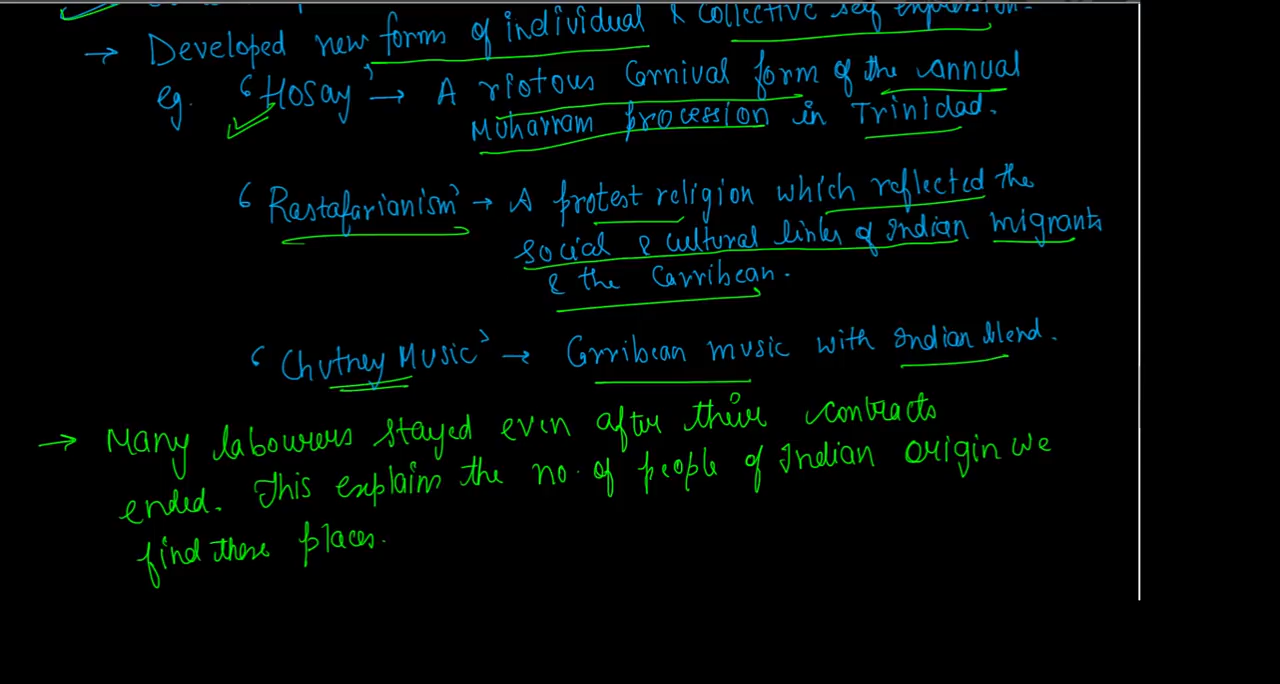 → Developed new forms of individual & collective self expression.
eg. 'Hosay' → A riotous Carnival form of the annual
Muharram procession in Trinidad.
'Rastafarianism' → A protest religion which reflected the
social & cultural links of Indian migrants
& the Carribean.
'Chutney Music' → Carribean music with Indian blend.
→ Many labourers stayed even after their contracts
ended. This explains the no. of people of Indian origin we
find these places.